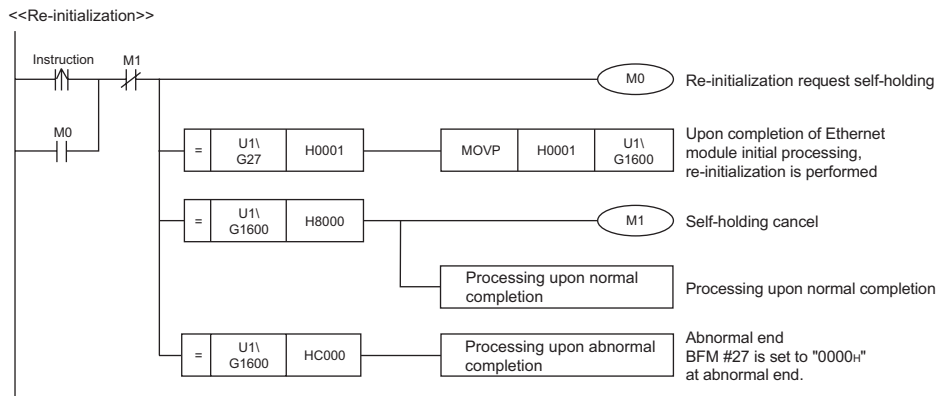 <<Re-initialization>>
Instruction M1
M0 Re-initialization request self-holding
M0
= U1\ G27 H0001 MOVP H0001 U1\ G1600
Upon completion of Ethernet
module initial processing,
re-initialization is performed
= U1\ G1600 H8000 M1 Self-holding cancel
Processing upon normal
completion
Processing upon normal completion
= U1\ G1600 HC000
Processing upon abnormal
completion
Abnormal end
BFM #27 is set to "0000H"
at abnormal end.